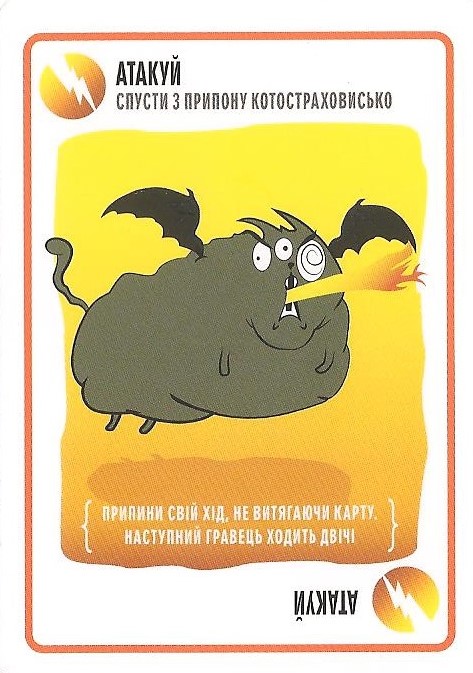 АТАКУЙ
СПУСТИ З ПРИПОНУ КОТОСТРАХОВИСЬКО
ПРИПИНИ СВІЙ ХІД, НЕ ВИТЯГАЮЧИ КАРТУ.
НАСТУПНИЙ ГРАВЕЦЬ ХОДИТЬ ДВІЧІ
АТАКУЙ